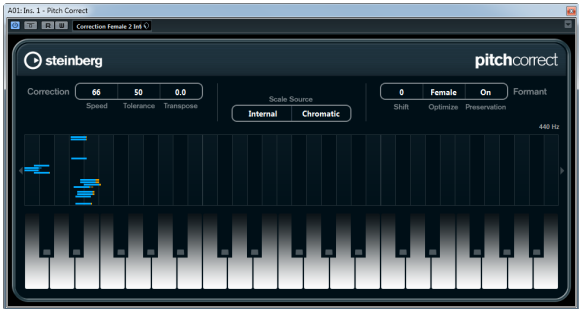 A01: Ins. 1 - Pitch Correct
R W Correction Female 2 Inf
steinberg
pitchcorrect
Correction 66 50 0.0
Speed Tolerance Transpose
Scale Source
Internal Chromatic
0 Female On Formant
Shift Optimize Preservation
440 Hz